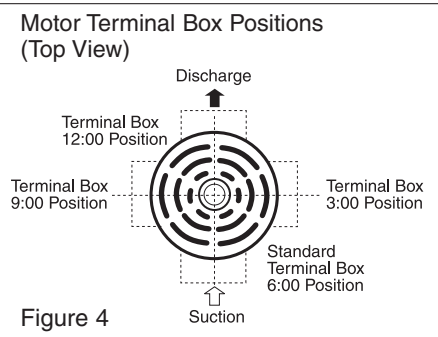 Motor Terminal Box Positions
(Top View)
Discharge
Terminal Box
12:00 Position
Terminal Box
9:00 Position
Terminal Box
3:00 Position
Standard
Terminal Box
6:00 Position
Suction
Figure 4